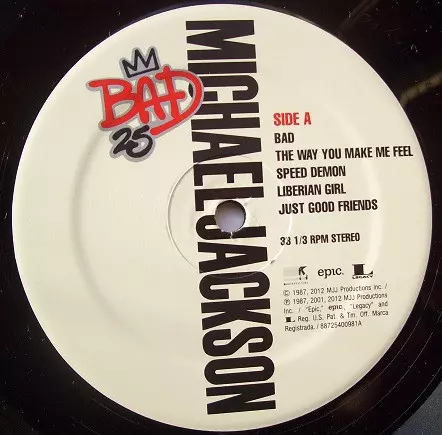 BAD
25
MICHAEL JACKSON
SIDE A
BAD
THE WAY YOU MAKE ME FEEL
SPEED DEMON
LIBERIAN GIRL
JUST GOOD FRIENDS
33 1/3 RPM STEREO
epic.
LEGACY
© 1987, 2012 MJJ Productions Inc. /
℗ 1987, 2001, 2012 MJJ Productions
Inc. / "Epic," epic, "Legacy" and
L Reg. U.S. Pat. & Tm. Off. Marca
Registrada. / 88725400981A